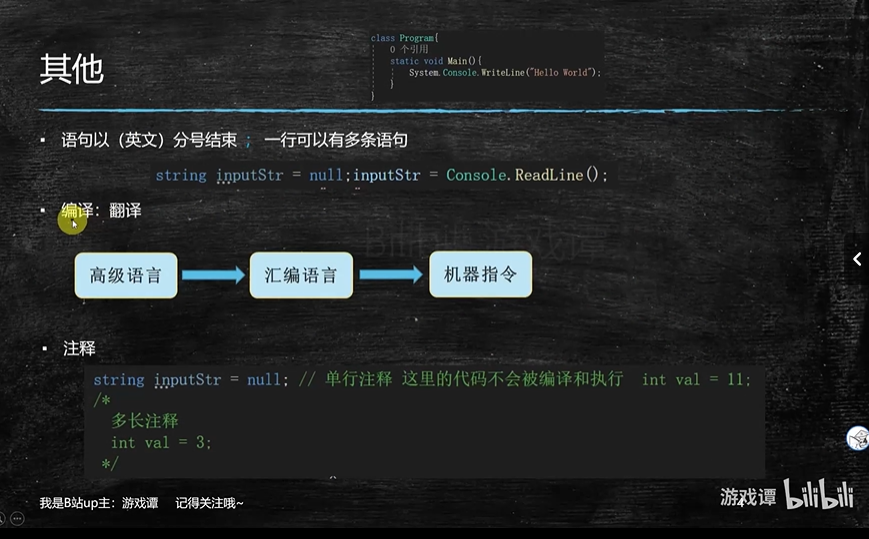 其他
class Program{
0 个引用
static void Main(){
System.Console.WriteLine("Hello World");
}
}
▪ 语句以（英文）分号结束 ； 一行可以有多条语句
string inputStr = null;inputStr = Console.ReadLine();
▪ 编译：翻译
高级语言 汇编语言 机器指令
▪ 注释
string inputStr = null; // 单行注释 这里的代码不会被编译和执行 int val = 11;
/*
多长注释
int val = 3;
*/
我是B站up主：游戏谭 记得关注哦~
游戏谭 bilibili